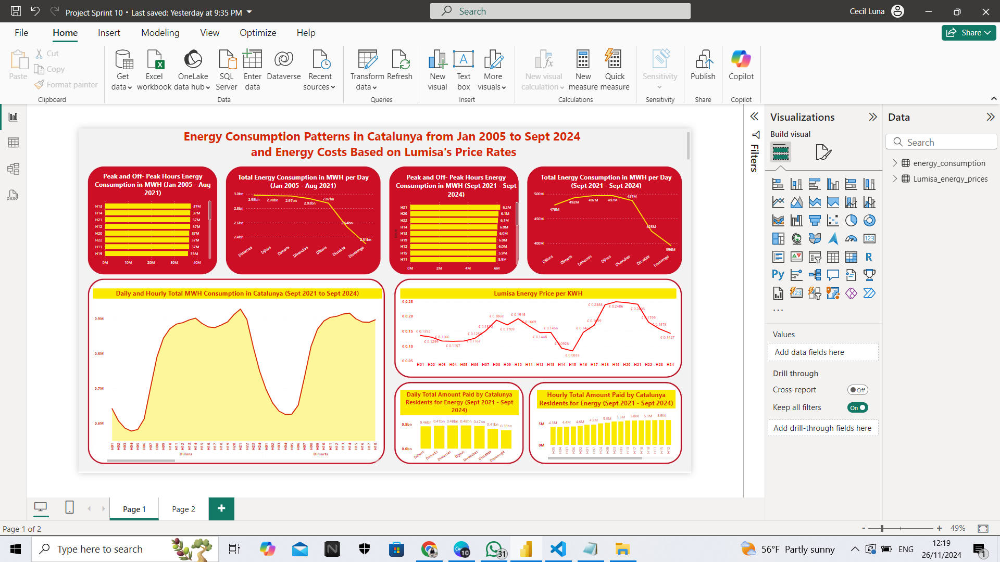 Project Sprint 10 • Last saved: Yesterday at 9:35 PM
Search
Cecil Luna
File
Home
Insert
Modeling
View
Optimize
Help
Share
Paste
Cut
Copy
Format painter
Clipboard
Get data
Excel workbook
OneLake data hub
SQL Server
Enter data
Dataverse
Recent sources
Data
Transform data
Refresh
Queries
New visual
Text box
More visuals
Insert
New visual calculation
New measure
Quick measure
Calculations
Sensitivity
Sensitivity
Publish
Share
Copilot
Copilot
Energy Consumption Patterns in Catalunya from Jan 2005 to Sept 2024
and Energy Costs Based on Lumisa's Price Rates
Peak and Off- Peak Hours Energy
Consumption in MWH (Jan 2005 - Aug
2021)
H13 37M
H14 37M
H21 37M
H12 37M
H20 37M
H22 37M
H11 37M
H19 36M
0M 10M 20M 30M 40M
Total Energy Consumption in MWH per Day
(Jan 2005 - Aug 2021)
3.0bn
2.8bn
2.6bn
2.4bn
2.98bn 2.98bn 2.97bn 2.93bn 2.87bn 2.54bn 2.31bn
Dimecres Dijous Dimarts Divendres Dilluns Dissabte Diumenge
Peak and Off- Peak Hours Energy
Consumption in MWH (Sept 2021 - Sept
2024)
H21 6.2M
H20 6.1M
H22 6.1M
H14 6.0M
H13 6.0M
H19 6.0M
H12 6.0M
H15 5.9M
H11 5.9M
0M 2M 4M 6M
Total Energy Consumption in MWH per Day
(Sept 2021 - Sept 2024)
500M
450M
400M
478M 492M 497M 497M 487M 425M 396M
Dilluns Dimarts Dimecres Dijous Divendres Dissabte Diumenge
Daily and Hourly Total MWH Consumption in Catalunya (Sept 2021 to Sept 2024)
0.9M
0.8M
0.7M
0.6M
H01 H02 H03 H04 H05 H06 H07 H08 H09 H10 H11 H12 H13 H14 H15 H16 H17 H18 H19 H20 H21 H22 H23 H24 H01 H02 H03 H04 H05 H06 H07 H08 H09 H10 H11 H12 H13 H14 H15 H16 H17 H18
Dilluns Dimarts
Lumisa Energy Price per KWH
€ 0.25
€ 0.20
€ 0.15
€ 0.10
€ 0.05
€ 0.1352 € 0.1299 € 0.1166 € 0.1157 € 0.1167 € 0.1868 € 0.1709 € 0.1918 € 0.1669 € 0.1448 € 0.1456 € 0.0926 € 0.0835 € 0.2388 € 0.2486 € 0.1799 € 0.1578 € 0.1427
H01 H02 H03 H04 H05 H06 H07 H08 H09 H10 H11 H12 H13 H14 H15 H16 H17 H18 H19 H20 H21 H22 H23 H24
Daily Total Amount Paid by Catalunya
Residents for Energy (Sept 2021 - Sept
2024)
0.5bn
0.0bn
0.46bn 0.47bn 0.48bn 0.48bn 0.47bn 0.41bn 0.38bn
Dilluns Dimarts Dimecres Dijous Divendres Dissabte Diumenge
Hourly Total Amount Paid by Catalunya
Residents for Energy (Sept 2021 - Sept 2024)
5M
0M
4.3M 4.4M 4.6M 4.8M 5.3M 5.6M 5.8M 5.9M 5.9M
H05 H04 H03 H06 H02 H01 H07 H24 H08 H23 H09 H10 H17 H16 H18 H11 H15 H12
Filters
Visualizations
Build visual
Values
Add data fields here
Drill through
Cross-report
Off
Keep all filters
On
Add drill-through fields here
Data
Search
energy_consumption
Lumisa_energy_prices
Page 1
Page 2
Page 1 of 2
49%
Type here to search
10
31
56°F Partly sunny
ENG
12:19
26/11/2024
1